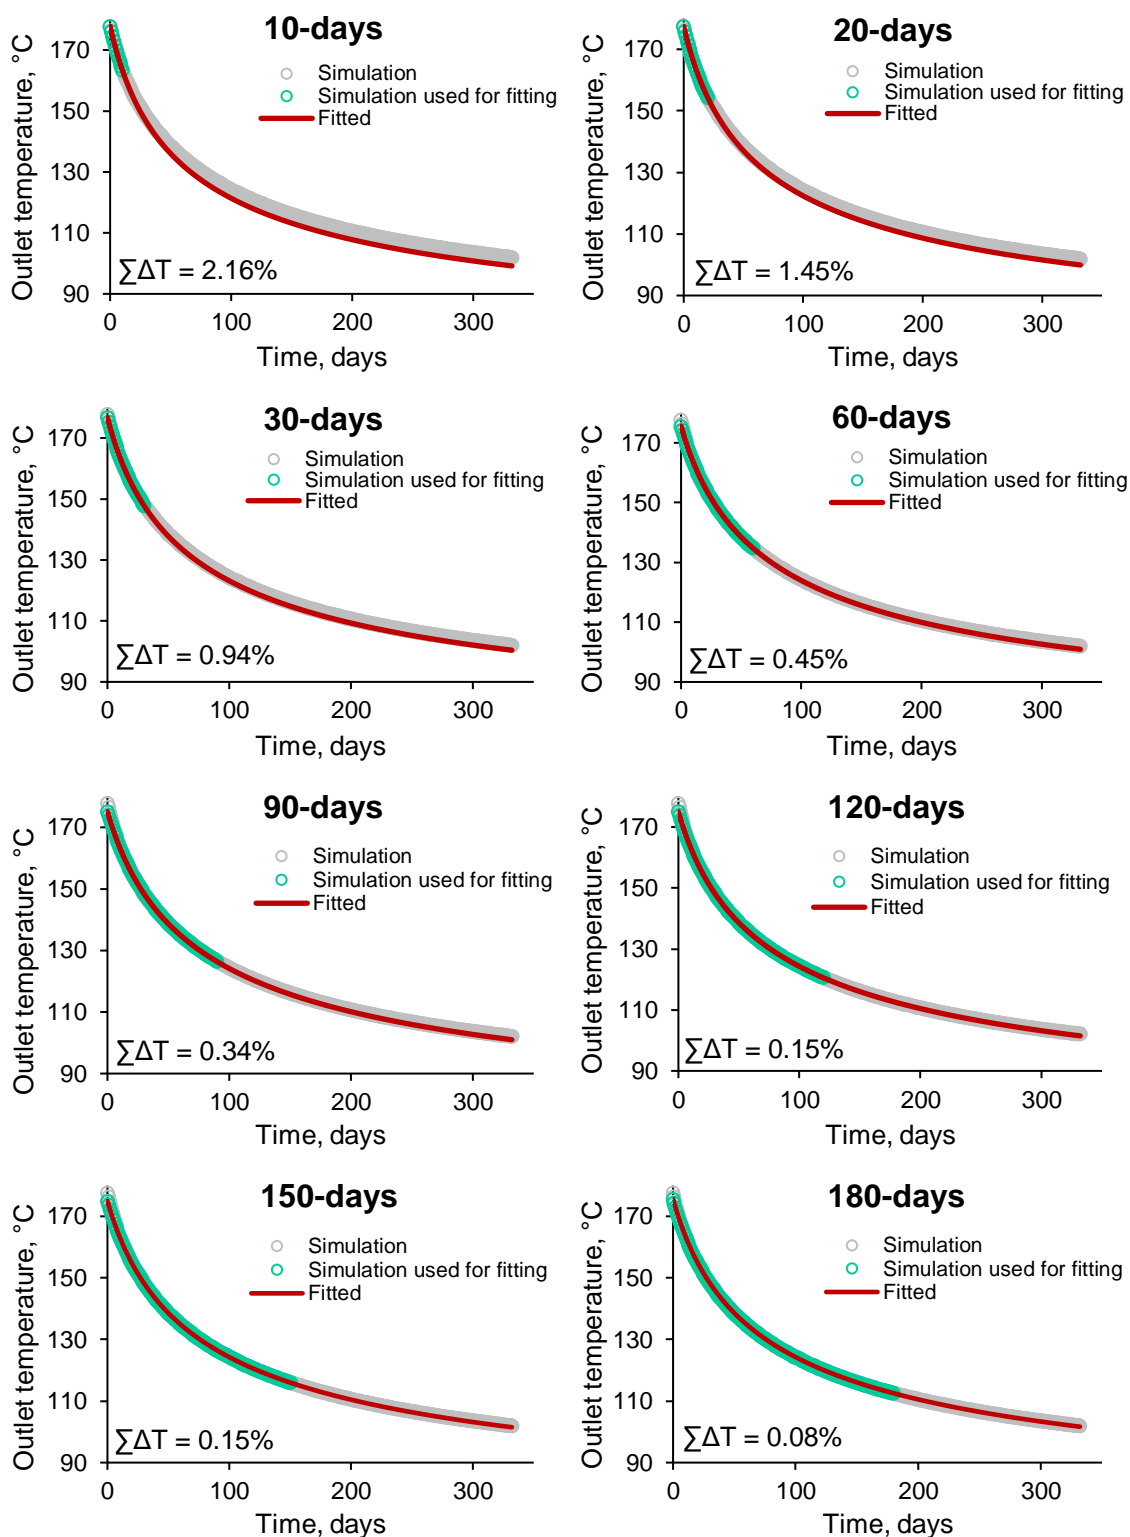 10-days
Outlet temperature, °C
170
150
130
110
90
Simulation
Simulation used for fitting
Fitted
∑ΔT = 2.16%
0
100
200
300
Time, days
20-days
Outlet temperature, °C
170
150
130
110
90
Simulation
Simulation used for fitting
Fitted
∑ΔT = 1.45%
0
100
200
300
Time, days
30-days
Outlet temperature, °C
170
150
130
110
90
Simulation
Simulation used for fitting
Fitted
∑ΔT = 0.94%
0
100
200
300
Time, days
60-days
Outlet temperature, °C
170
150
130
110
90
Simulation
Simulation used for fitting
Fitted
∑ΔT = 0.45%
0
100
200
300
Time, days
90-days
Outlet temperature, °C
170
150
130
110
90
Simulation
Simulation used for fitting
Fitted
∑ΔT = 0.34%
0
100
200
300
Time, days
120-days
Outlet temperature, °C
170
150
130
110
90
Simulation
Simulation used for fitting
Fitted
∑ΔT = 0.15%
0
100
200
300
Time, days
150-days
Outlet temperature, °C
170
150
130
110
90
Simulation
Simulation used for fitting
Fitted
∑ΔT = 0.15%
0
100
200
300
Time, days
180-days
Outlet temperature, °C
170
150
130
110
90
Simulation
Simulation used for fitting
Fitted
∑ΔT = 0.08%
0
100
200
300
Time, days